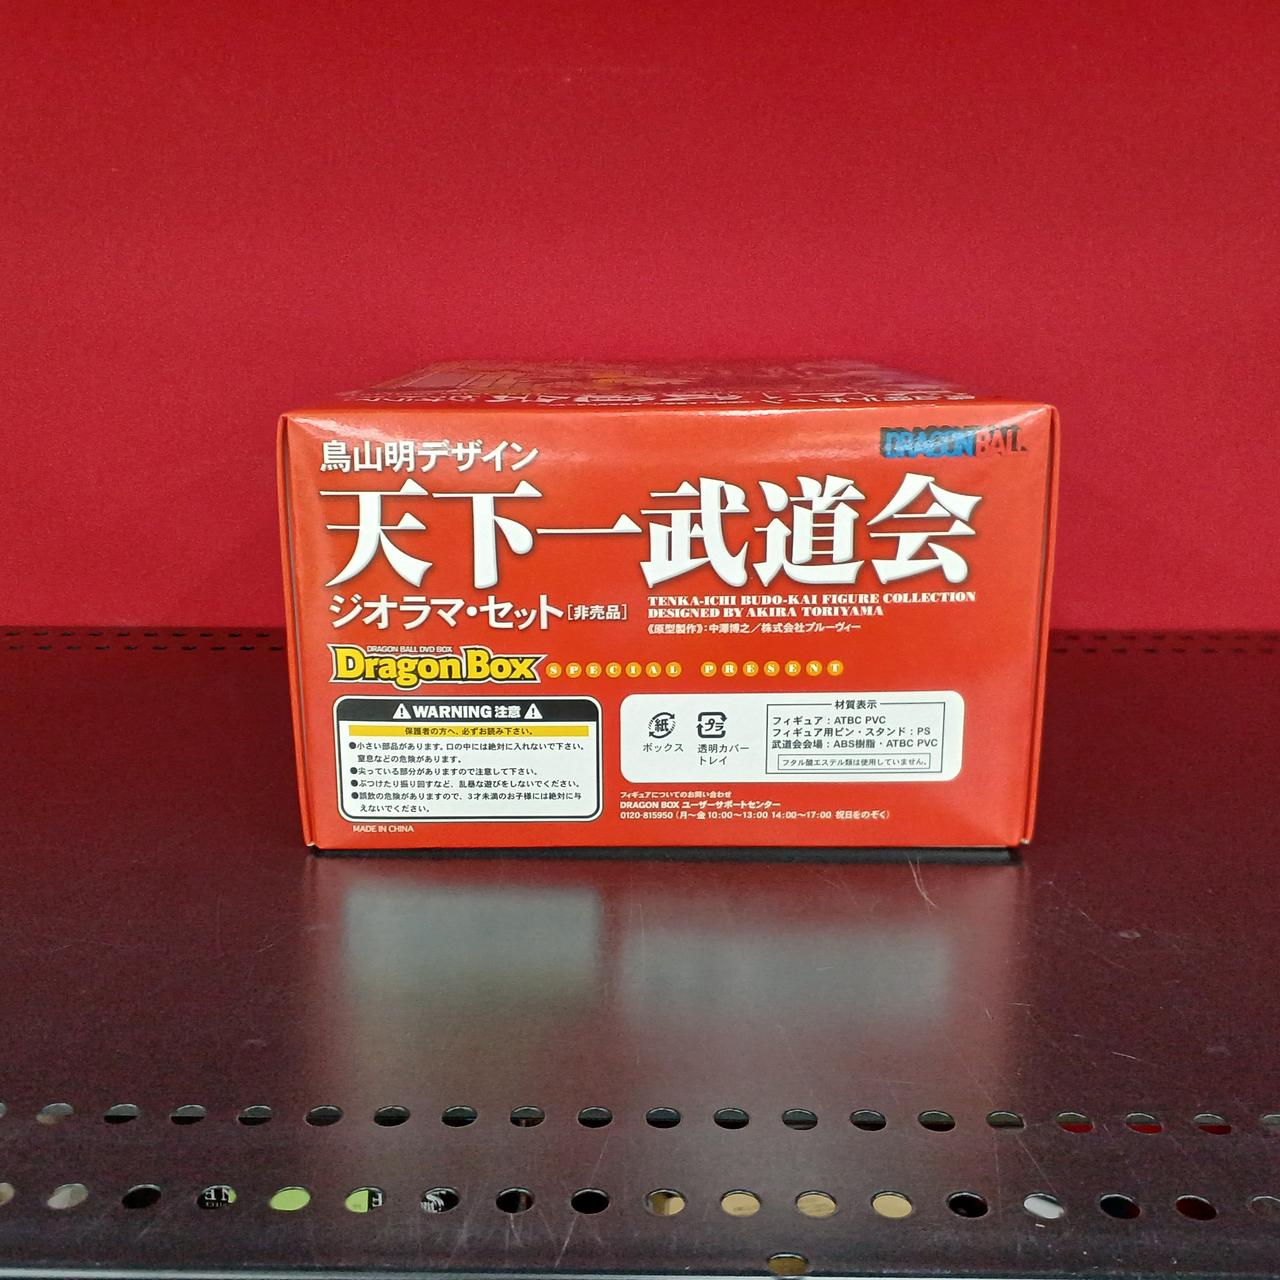 鳥山明デザイン
DRAGON BALL
天下一武道会
ジオラマ・セット[非売品]
TENKA-ICHI BUDO-KAI FIGURE COLLECTION
DESIGNED BY AKIRA TORIYAMA
《原型製作》:中澤博之/株式会社ブルーヴィー
DRAGON BALL DVD BOX
Dragon Box SPECIAL PRESENT
WARNING 注意
保護者の方へ、必ずお読み下さい。
●小さい部品があります。口の中には絶対に入れないで下さい。
窒息などの危険があります。
●尖っている部分がありますので注意して下さい。
●ぶつけたり振り回すなど、乱暴な遊びをしないでください。
●誤飲の危険がありますので、3才未満のお子様には絶対に与
えないでください。
MADE IN CHINA
紙
ボックス
プラ
透明カバー
トレイ
材質表示
フィギュア:ATBC PVC
フィギュア用ピン・スタンド:PS
武道会会場:ABS樹脂・ATBC PVC
フタル酸エステル類は使用していません。
フィギュアについてのお問い合わせ
DRAGON BOX ユーザーサポートセンター
0120-815950 (月〜金 10:00〜13:00 14:00〜17:00 祝日をのぞく)